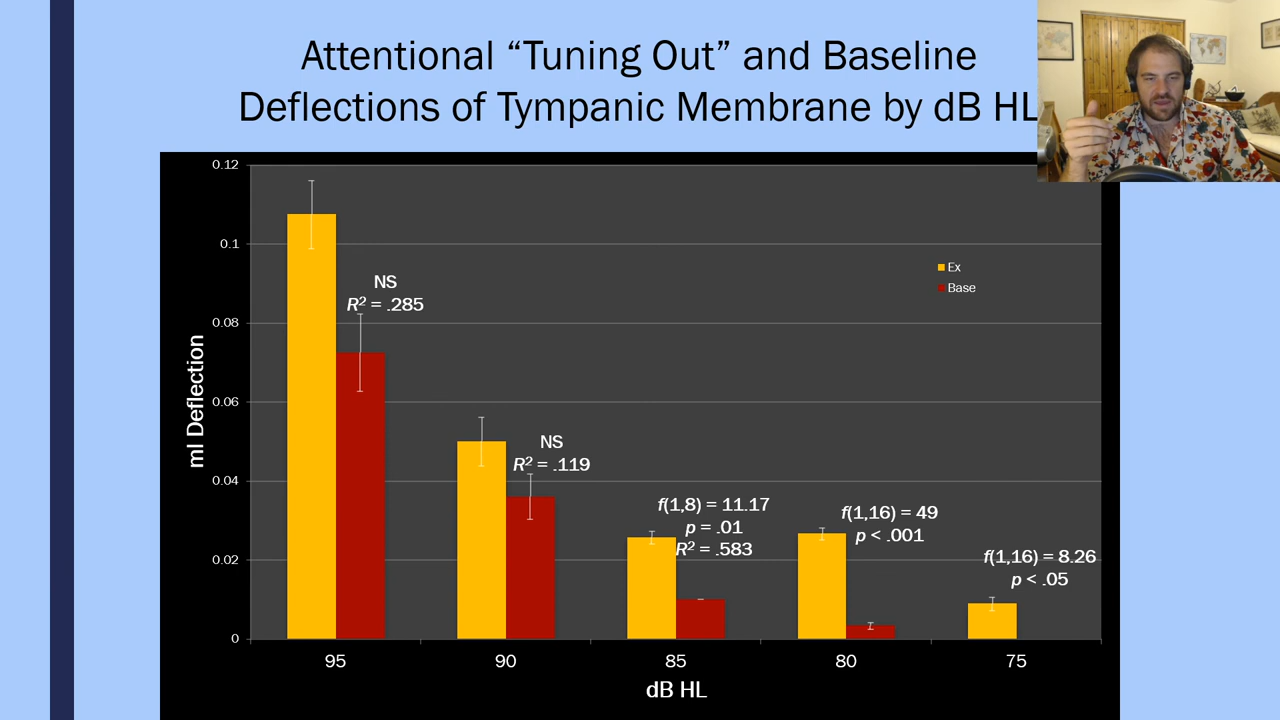 Attentional “Tuning Out” and Baseline
Deflections of Tympanic Membrane by dB HL
0.12
0.1
0.08
0.06
0.04
0.02
0
ml Deflection
Ex
Base
NS
R² = .285
NS
R² = .119
f(1,8) = 11.17
p = .01
R² = .583
f(1,16) = 49
p < .001
f(1,16) = 8.26
p < .05
95
90
85
80
75
dB HL